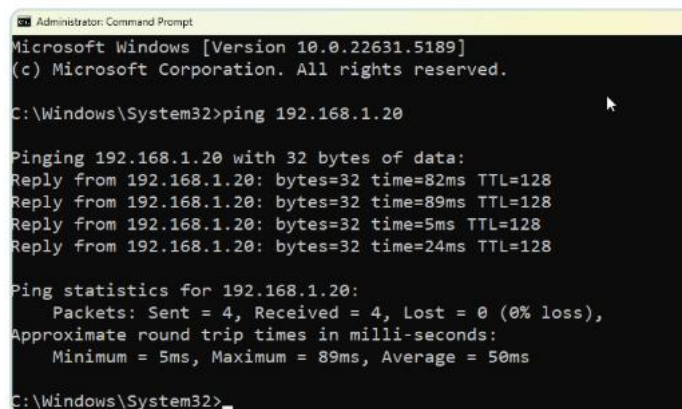 Administrator: Command Prompt
Microsoft Windows [Version 10.0.22631.5189]
(c) Microsoft Corporation. All rights reserved.
C:\Windows\System32>ping 192.168.1.20
Pinging 192.168.1.20 with 32 bytes of data:
Reply from 192.168.1.20: bytes=32 time=82ms TTL=128
Reply from 192.168.1.20: bytes=32 time=89ms TTL=128
Reply from 192.168.1.20: bytes=32 time=5ms TTL=128
Reply from 192.168.1.20: bytes=32 time=24ms TTL=128
Ping statistics for 192.168.1.20:
    Packets: Sent = 4, Received = 4, Lost = 0 (0% loss),
Approximate round trip times in milli-seconds:
    Minimum = 5ms, Maximum = 89ms, Average = 50ms
C:\Windows\System32>_